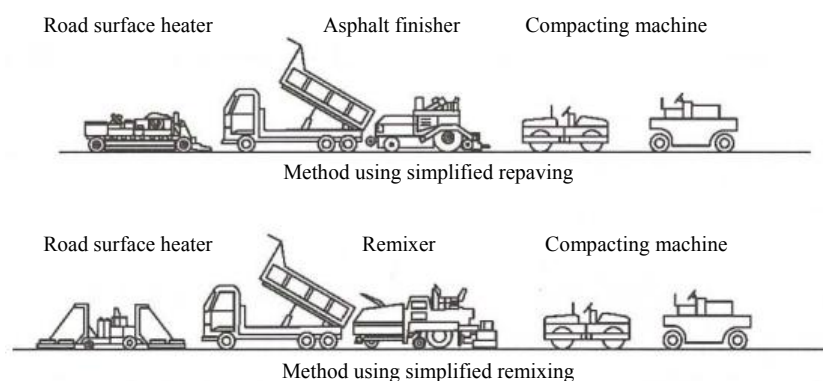 Road surface heater Asphalt finisher Compacting machine
Method using simplified repaving
Road surface heater Remixer Compacting machine
Method using simplified remixing